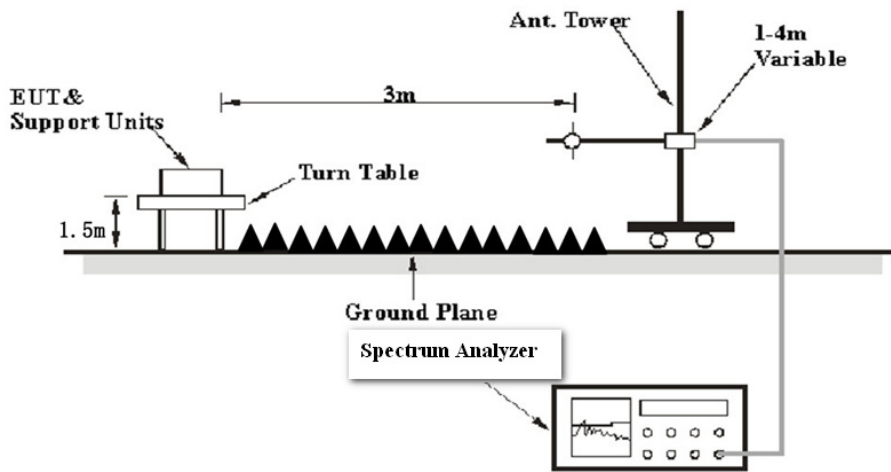 Ant. Tower
1-4m
Variable
3m
EUT &
Support Units
Turn Table
1.5m
Ground Plane
Spectrum Analyzer